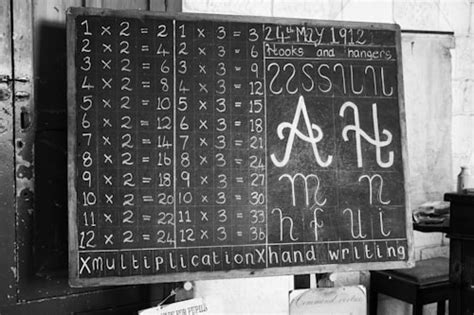 1 x 2 = 2
2 x 2 = 4
3 x 2 = 6
4 x 2 = 8
5 x 2 = 10
6 x 2 = 12
7 x 2 = 14
8 x 2 = 16
9 x 2 = 18
10 x 2 = 20
11 x 2 = 22
12 x 2 = 24
1 x 3 = 3
2 x 3 = 6
3 x 3 = 9
4 x 3 = 12
5 x 3 = 15
6 x 3 = 18
7 x 3 = 21
8 x 3 = 24
9 x 3 = 27
10 x 3 = 30
11 x 3 = 33
12 x 3 = 36
24th MAY 1912
Hooks and hangers
A H
m n
h f u i
X multiplication X hand writing
FOR PUPILS